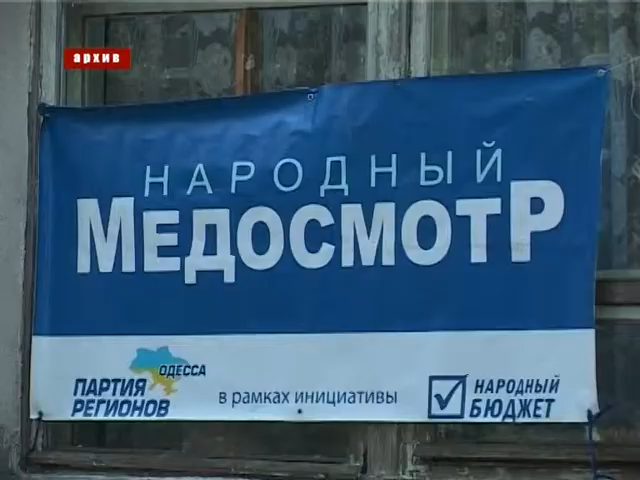 архив
НАРОДНЫЙ
МЕДОСМОТР
ОДЕССА
ПАРТИЯ
РЕГИОНОВ
в рамках инициативы
НАРОДНЫЙ
БЮДЖЕТ